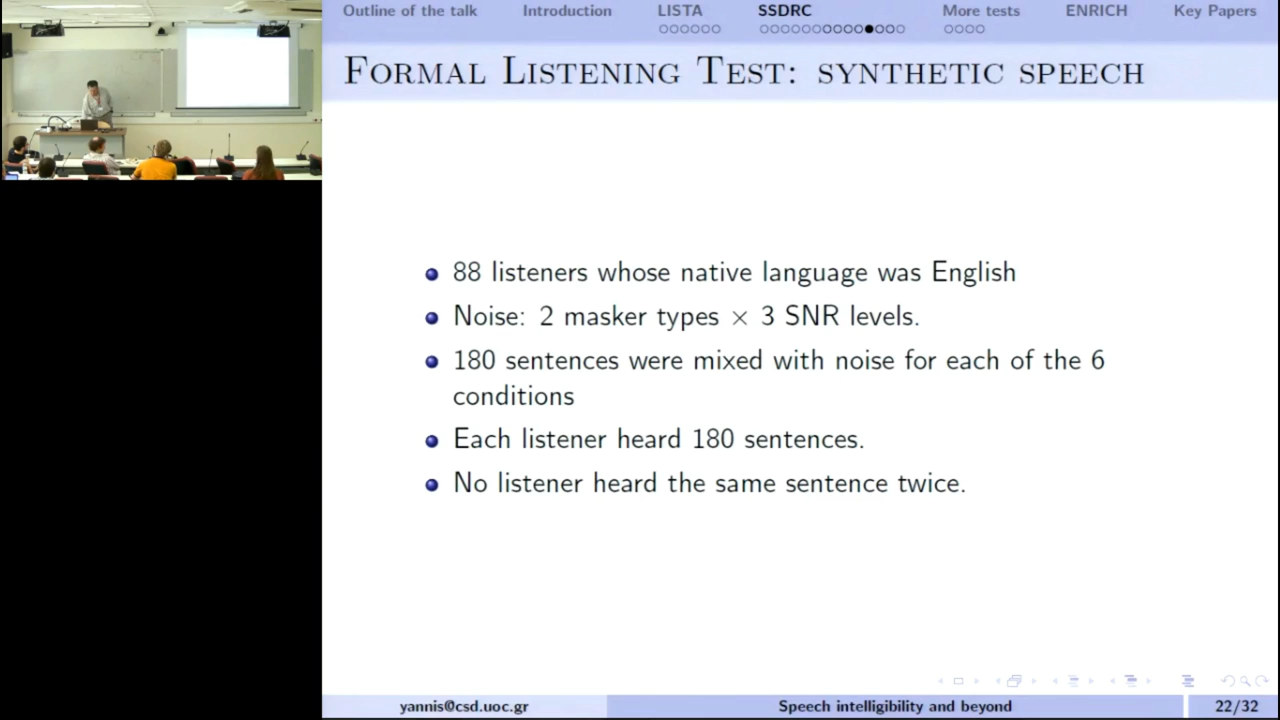 Outline of the talk Introduction LISTA SSDRC More tests ENRICH Key Papers
FORMAL LISTENING TEST: SYNTHETIC SPEECH
88 listeners whose native language was English
Noise: 2 masker types × 3 SNR levels.
180 sentences were mixed with noise for each of the 6
conditions
Each listener heard 180 sentences.
No listener heard the same sentence twice.
yannis@csd.uoc.gr Speech intelligibility and beyond 22/32